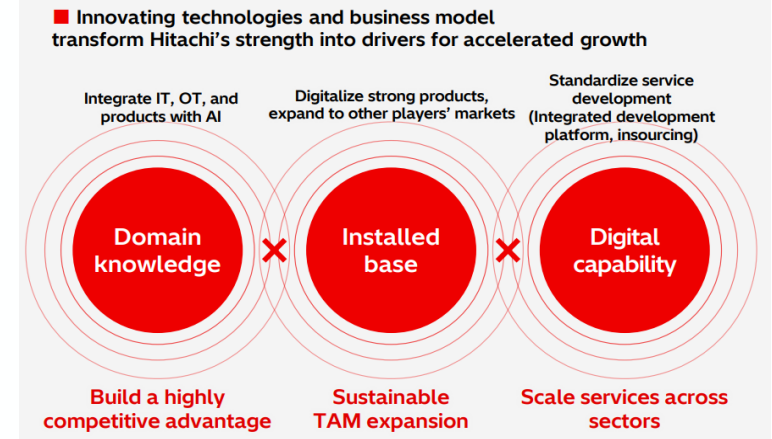 Innovating technologies and business model
transform Hitachi's strength into drivers for accelerated growth
Integrate IT, OT, and
products with AI
Digitalize strong products,
expand to other players' markets
Standardize service
development
(Integrated development
platform, insourcing)
Domain
knowledge
Installed
base
Digital
capability
Build a highly
competitive advantage
Sustainable
TAM expansion
Scale services across
sectors